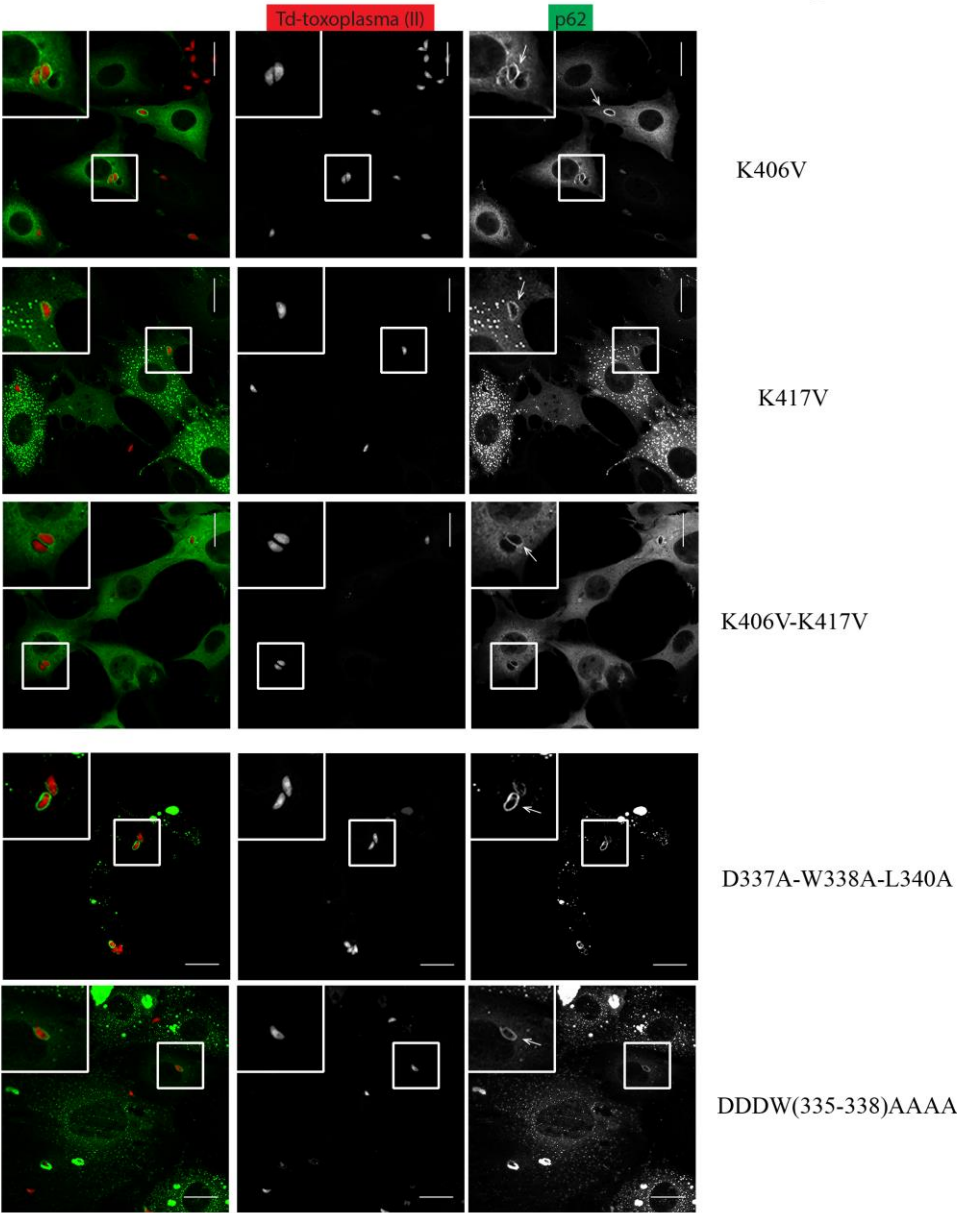 Td-toxoplasma (II) p62
K406V
K417V
K406V-K417V
D337A-W338A-L340A
DDDW(335-338)AAAA